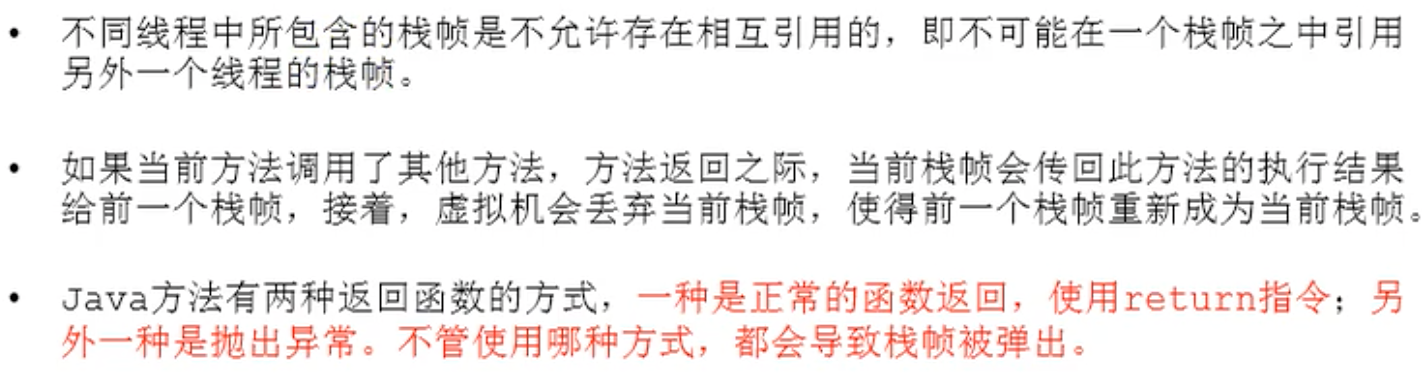 • 不同线程中所包含的栈帧是不允许存在相互引用的，即不可能在一个栈帧之中引用
另外一个线程的栈帧。
• 如果当前方法调用了其他方法，方法返回之际，当前栈帧会传回此方法的执行结果
给前一个栈帧，接着，虚拟机会丢弃当前栈帧，使得前一个栈帧重新成为当前栈帧。
• Java方法有两种返回函数的方式，一种是正常的函数返回，使用return指令；另
外一种是抛出异常。不管使用哪种方式，都会导致栈帧被弹出。